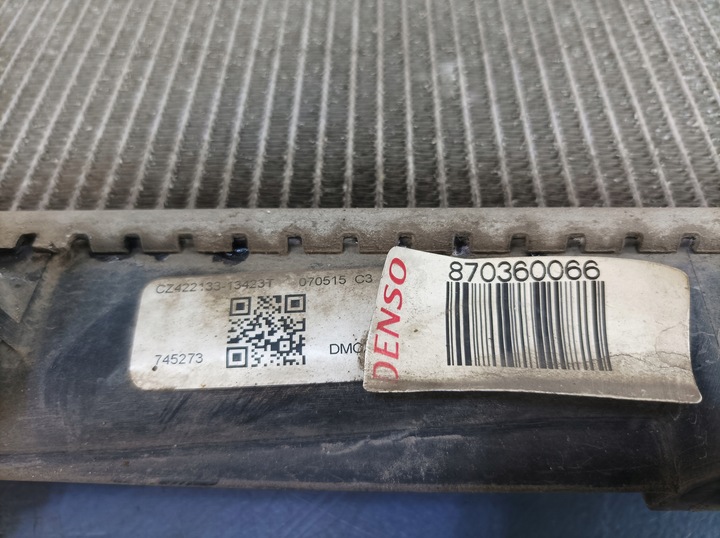 CZ422133-13423T 070515 C3
745273
DMC
DENSO
870360066